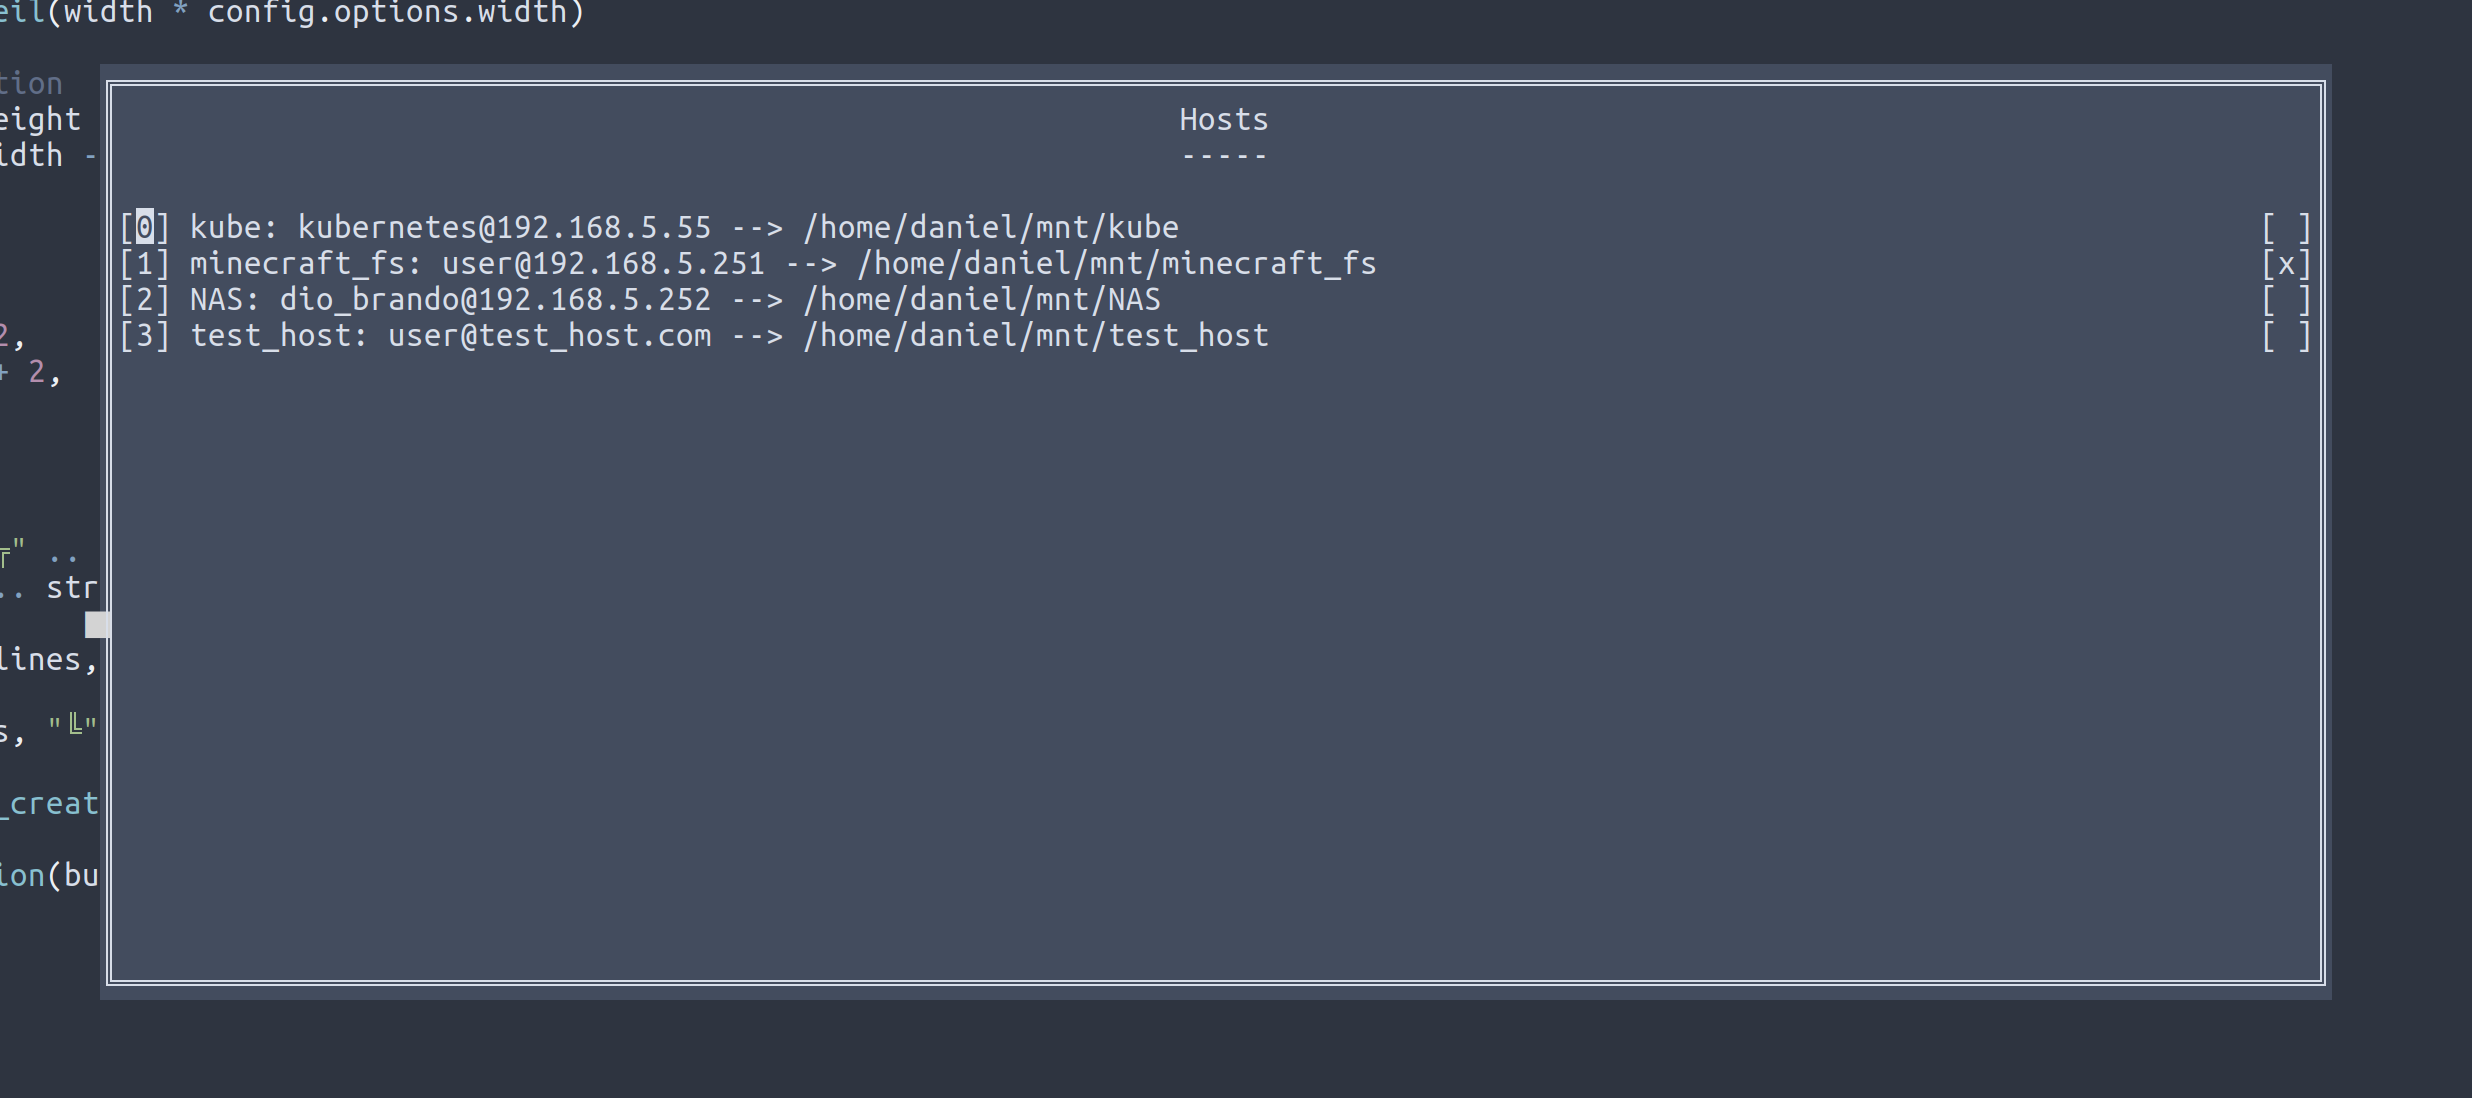 eil(width * config.options.width)
tion
eight
idth -
Hosts
-----
[0] kube: kubernetes@192.168.5.55 --> /home/daniel/mnt/kube [ ]
[1] minecraft_fs: user@192.168.5.251 --> /home/daniel/mnt/minecraft_fs [x]
[2] NAS: dio_brando@192.168.5.252 --> /home/daniel/mnt/NAS [ ]
[3] test_host: user@test_host.com --> /home/daniel/mnt/test_host [ ]
2,
+ 2,
╔" ..
.. str
lines,
s, "╚"
_creat
ion(bu